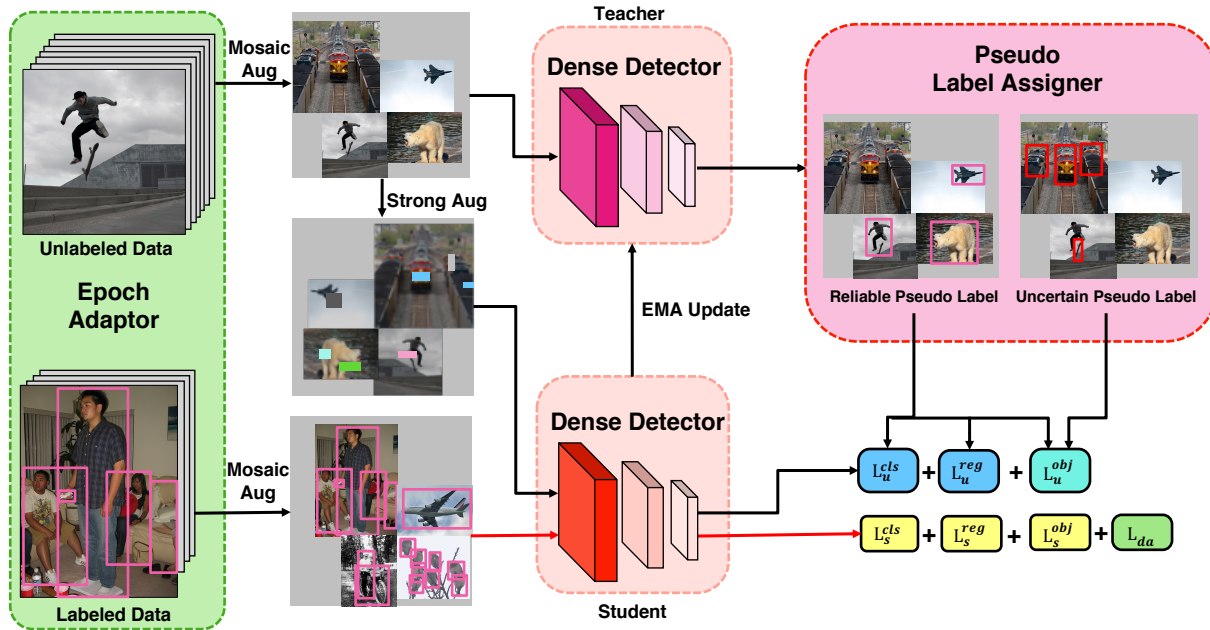 Teacher
Mosaic
Aug
Dense Detector
Pseudo
Label Assigner
Unlabeled Data
Strong Aug
Epoch
Adaptor
EMA Update
Reliable Pseudo Label
Uncertain Pseudo Label
Mosaic
Aug
Dense Detector
L_u^cls + L_u^reg + L_u^obj
L_s^cls + L_s^reg + L_s^obj + L_da
Labeled Data
Student